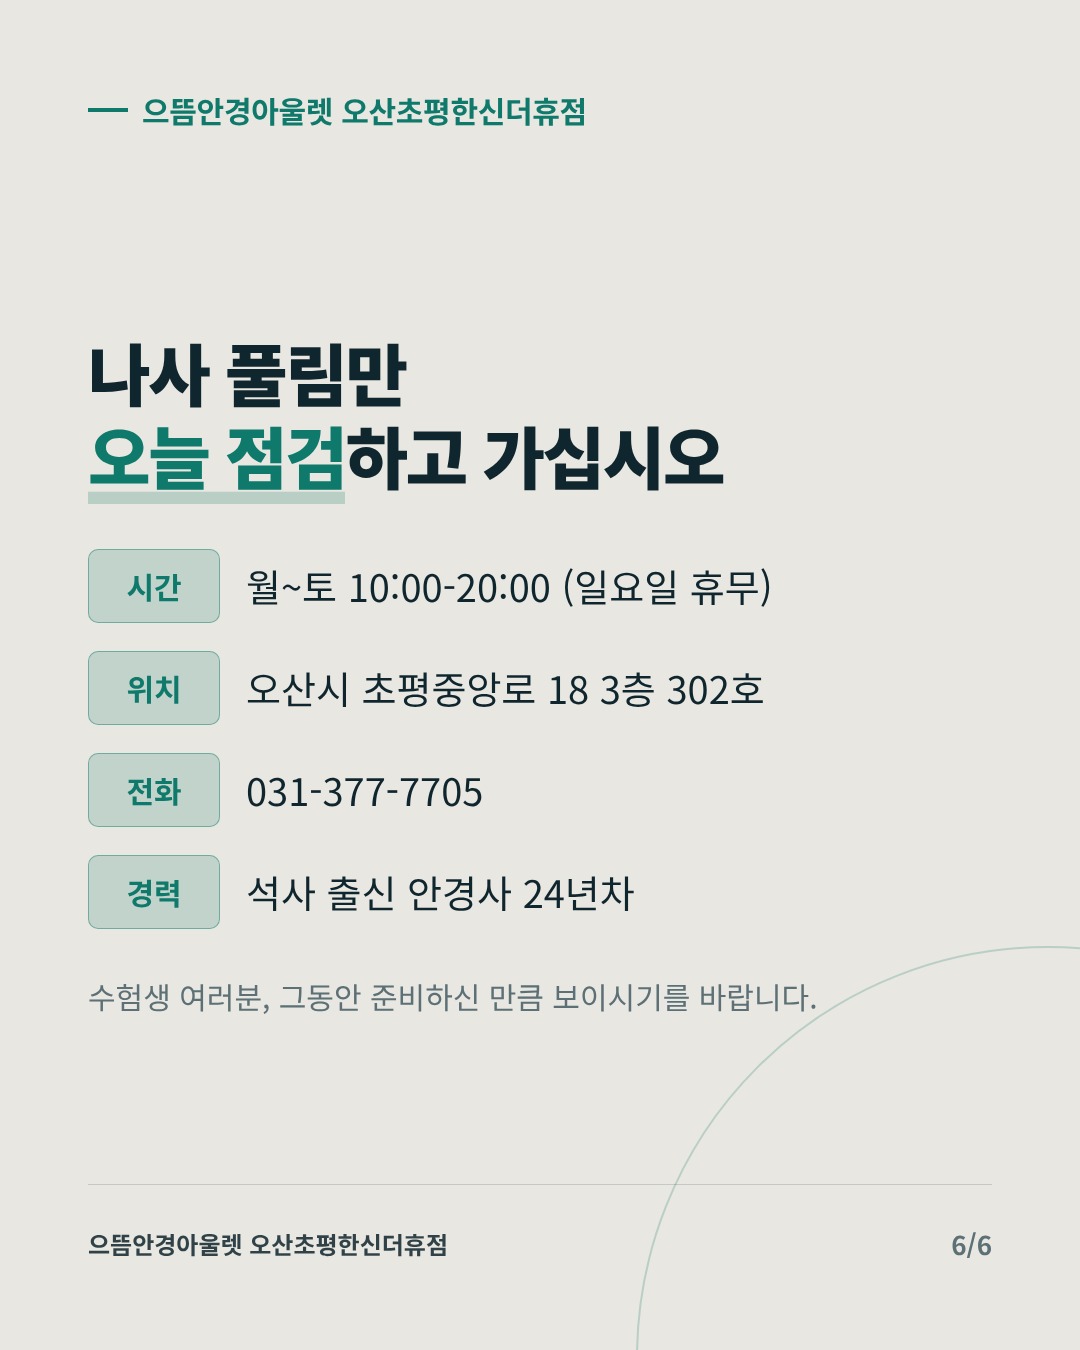 으뜸안경아울렛 오산초평한신더휴점
나사 풀림만
오늘 점검하고 가십시오
시간 월~토 10:00-20:00 (일요일 휴무)
위치 오산시 초평중앙로 18 3층 302호
전화 031-377-7705
경력 석사 출신 안경사 24년차
수험생 여러분, 그동안 준비하신 만큼 보이시기를 바랍니다.
으뜸안경아울렛 오산초평한신더휴점 6/6